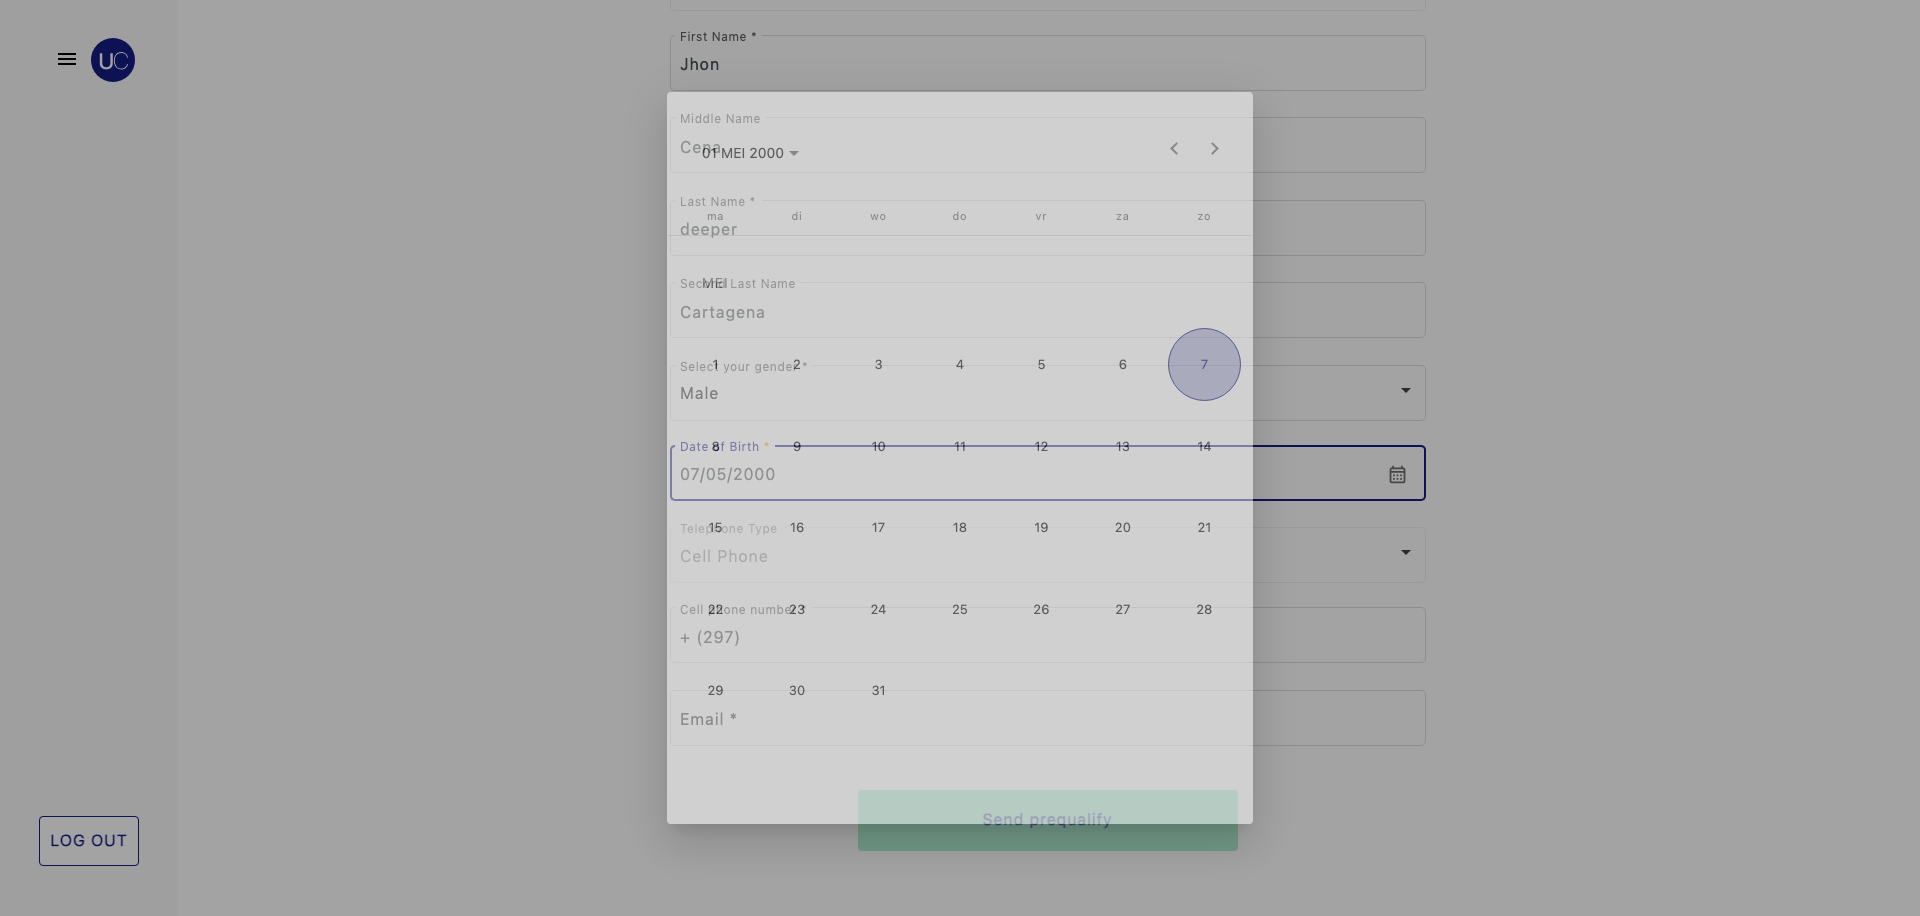 UC
First Name *
Jhon
Middle Name
Cena
01 MEI 2000
Last Name *
ma di wo do vr za zo
deeper
MEI
Second Last Name
Cartagena
1 2 3 4 5 6 7
Select your gender *
Male
8 9 10 11 12 13 14
Date of Birth *
07/05/2000
15 16 17 18 19 20 21
Telephone Type
Cell Phone
22 23 24 25 26 27 28
Cell phone number *
+ (297)
29 30 31
Email *
Send prequalify
LOG OUT